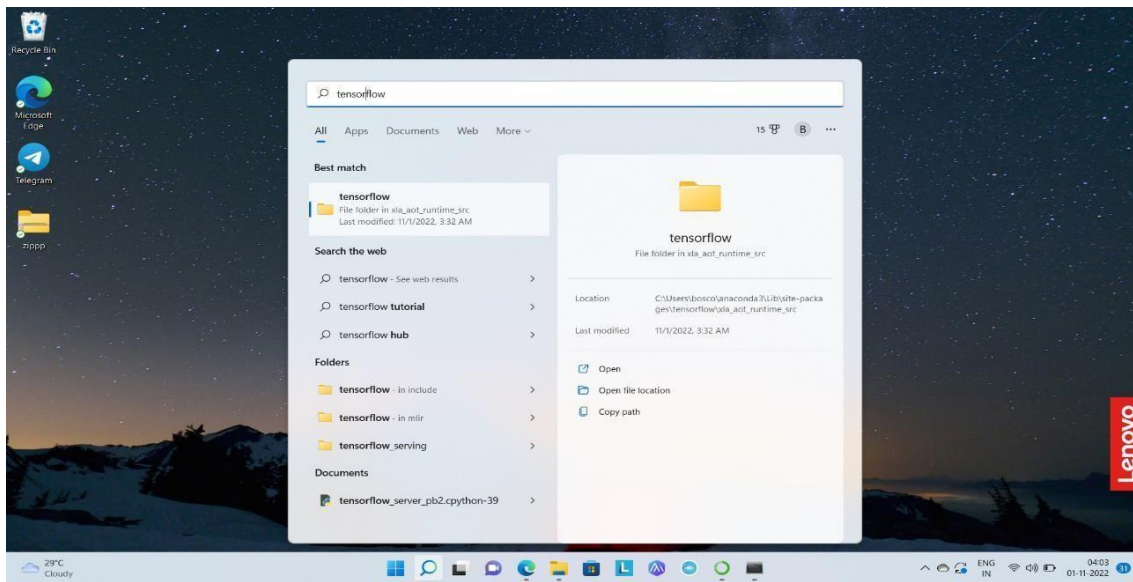 Recycle Bin
Microsoft
Edge
Telegram
zippp
tensorflow
All Apps Documents Web More
15 B ...
Best match
tensorflow
File folder in xla_aot_runtime_src
Last modified: 11/1/2022, 3:32 AM
Search the web
tensorflow - See web results
tensorflow tutorial
tensorflow hub
Folders
tensorflow - in include
tensorflow - in mlir
tensorflow_serving
Documents
tensorflow_server_pb2.cpython-39
tensorflow
File folder in xla_aot_runtime_src
Location C:\Users\bosco\anaconda3\Lib\site-packa
ges\tensorflow\xla_aot_runtime_src
Last modified 11/1/2022, 3:32 AM
Open
Open file location
Copy path
Lenovo
29°C
Cloudy
L
ENG
IN
04:03
01-11-2022
31